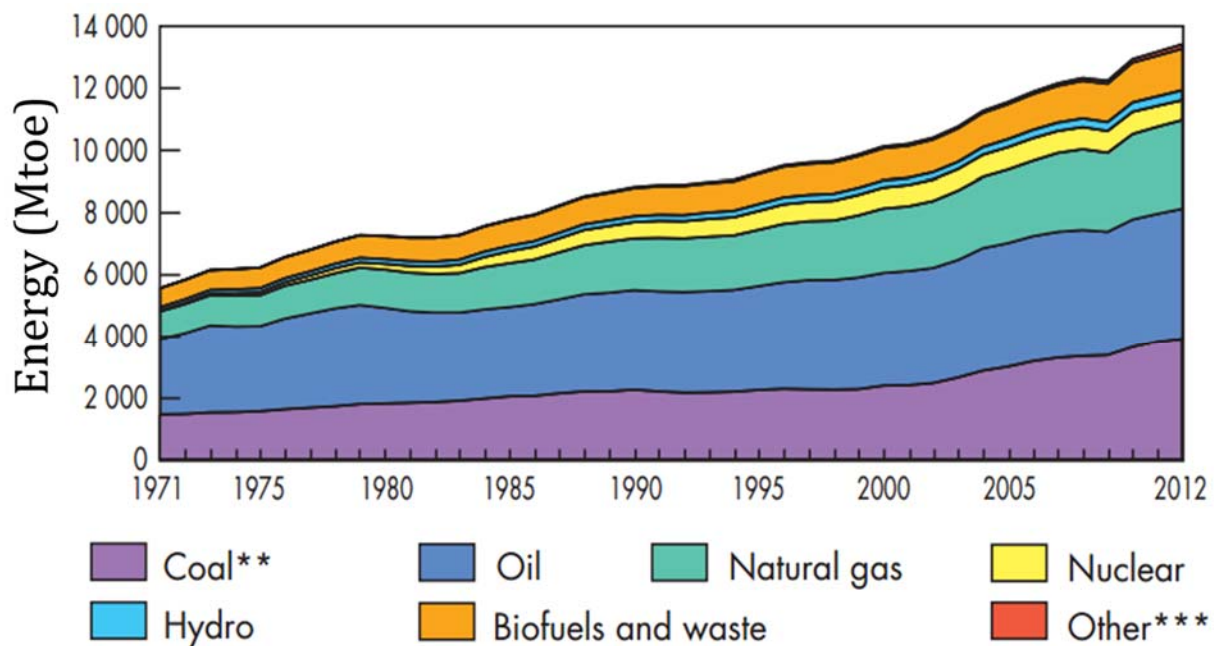 Energy (Mtoe)
14 000
12 000
10 000
8 000
6 000
4 000
2 000
0
1971 1975 1980 1985 1990 1995 2000 2005 2012
Coal** Oil Natural gas Nuclear
Hydro Biofuels and waste Other***